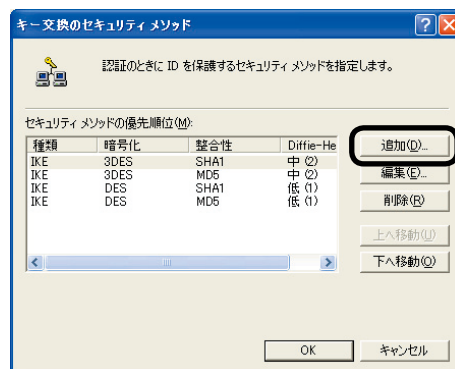 キー交換のセキュリティ メソッド
認証のときに ID を保護するセキュリティ メソッドを指定します。
セキュリティ メソッドの優先順位(M):
種類 暗号化 整合性 Diffie-He
IKE 3DES SHA1 中 (2)
IKE 3DES MD5 中 (2)
IKE DES SHA1 低 (1)
IKE DES MD5 低 (1)
追加(D)...
編集(E)...
削除(R)
上へ移動(U)
下へ移動(O)
OK キャンセル